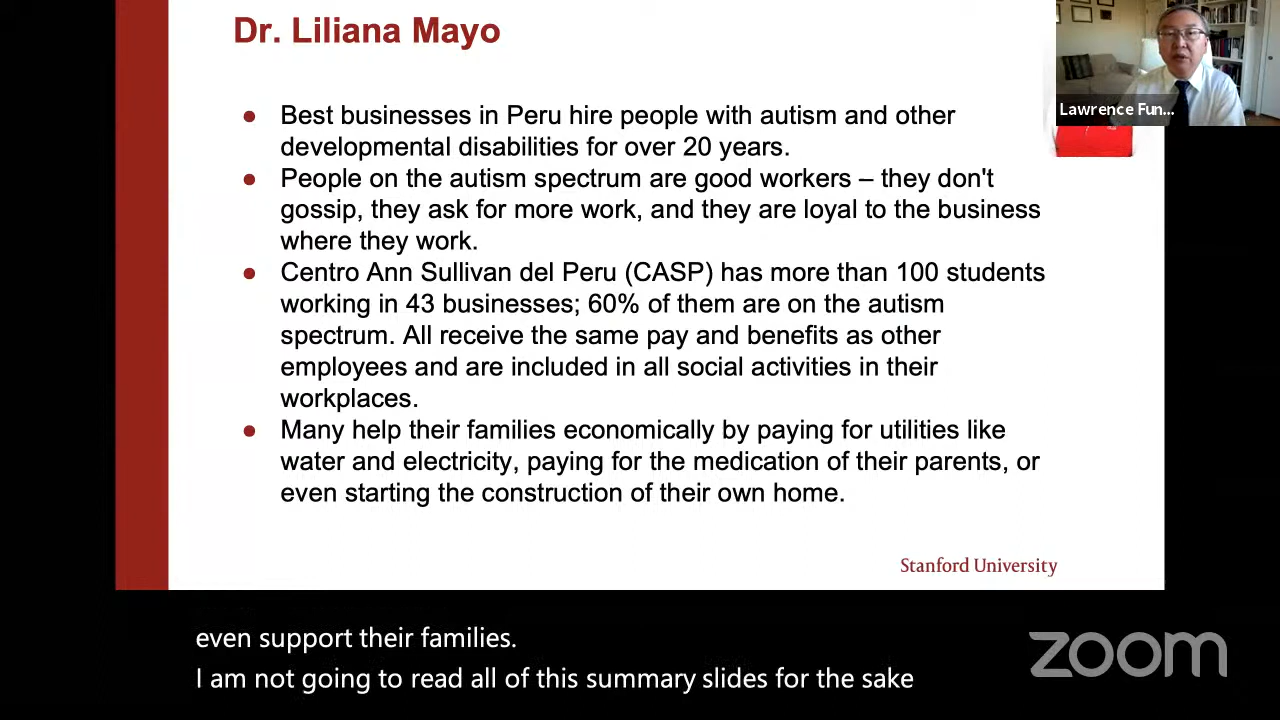 Dr. Liliana Mayo
Lawrence Fun...
● Best businesses in Peru hire people with autism and other
developmental disabilities for over 20 years.
● People on the autism spectrum are good workers – they don't
gossip, they ask for more work, and they are loyal to the business
where they work.
● Centro Ann Sullivan del Peru (CASP) has more than 100 students
working in 43 businesses; 60% of them are on the autism
spectrum. All receive the same pay and benefits as other
employees and are included in all social activities in their
workplaces.
● Many help their families economically by paying for utilities like
water and electricity, paying for the medication of their parents, or
even starting the construction of their own home.
Stanford University
even support their families.
I am not going to read all of this summary slides for the sake
zoom